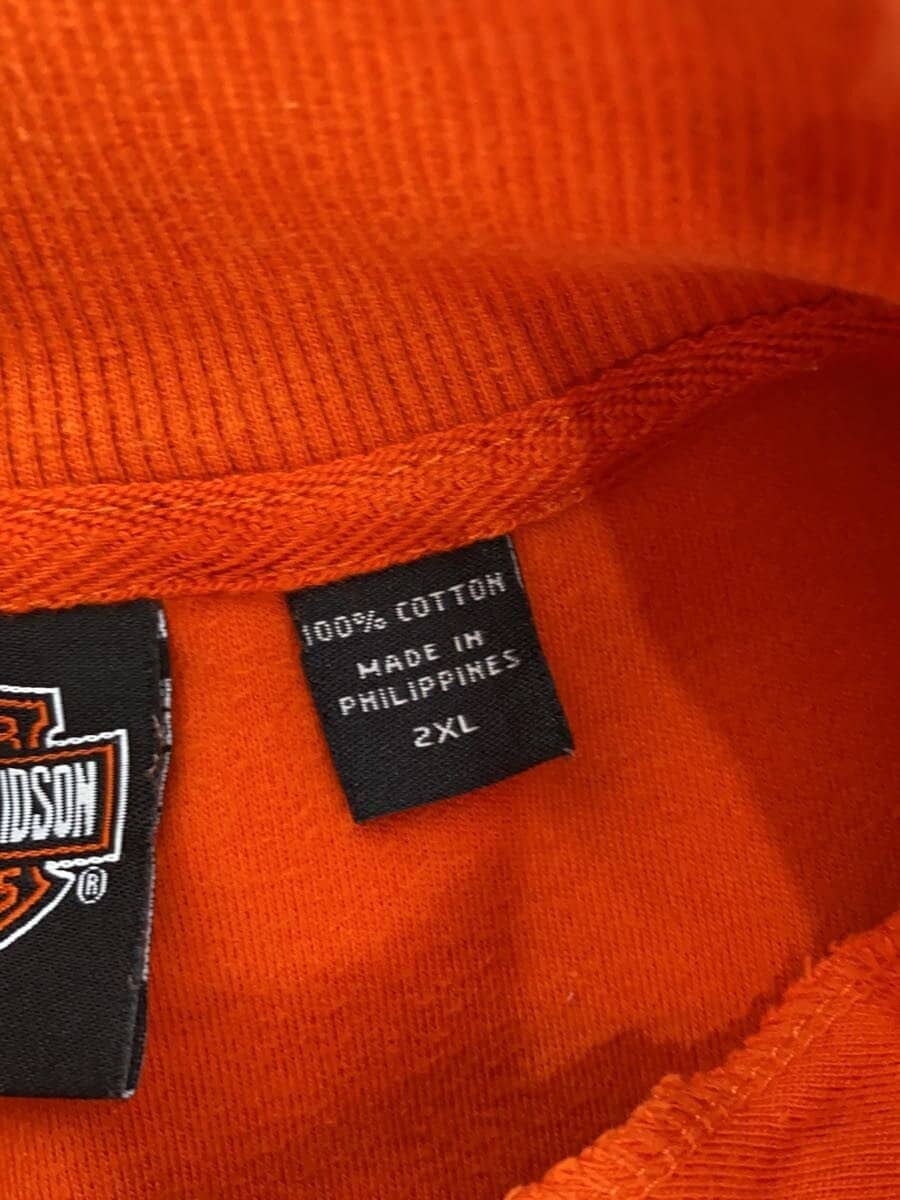 100% COTTON
MADE IN
PHILIPPINES
2XL
IDSON
®